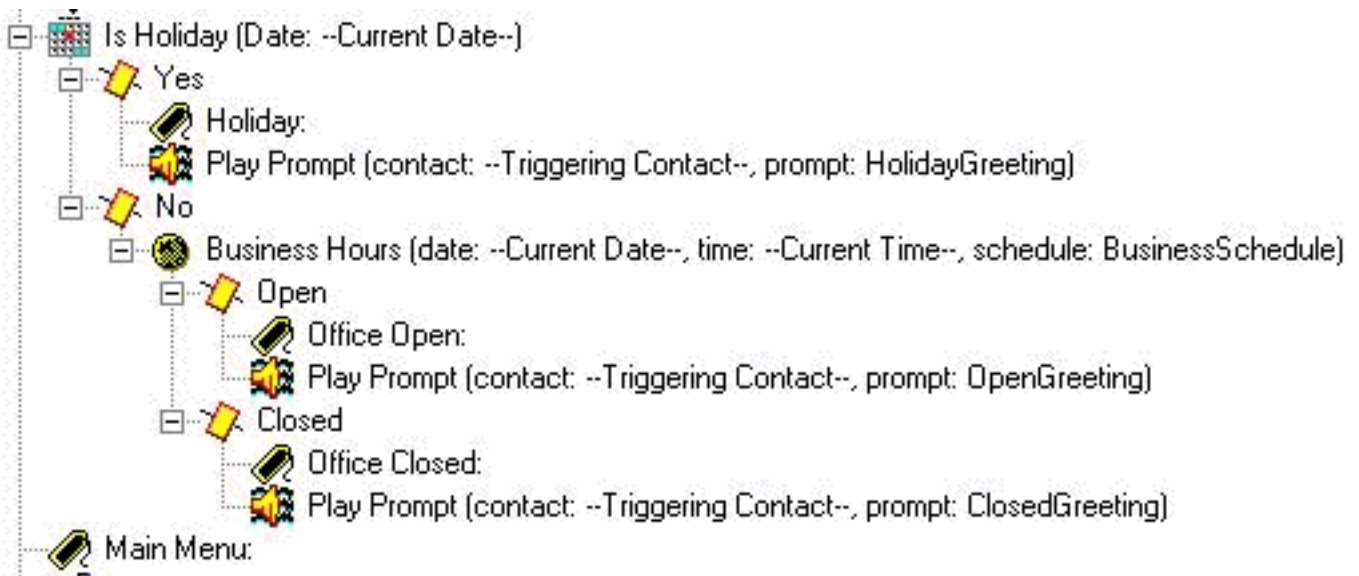 Is Holiday (Date: --Current Date--)
Yes
Holiday:
Play Prompt (contact: --Triggering Contact--, prompt: HolidayGreeting)
No
Business Hours (date: --Current Date--, time: --Current Time--, schedule: BusinessSchedule)
Open
Office Open:
Play Prompt (contact: --Triggering Contact--, prompt: OpenGreeting)
Closed
Office Closed:
Play Prompt (contact: --Triggering Contact--, prompt: ClosedGreeting)
Main Menu: